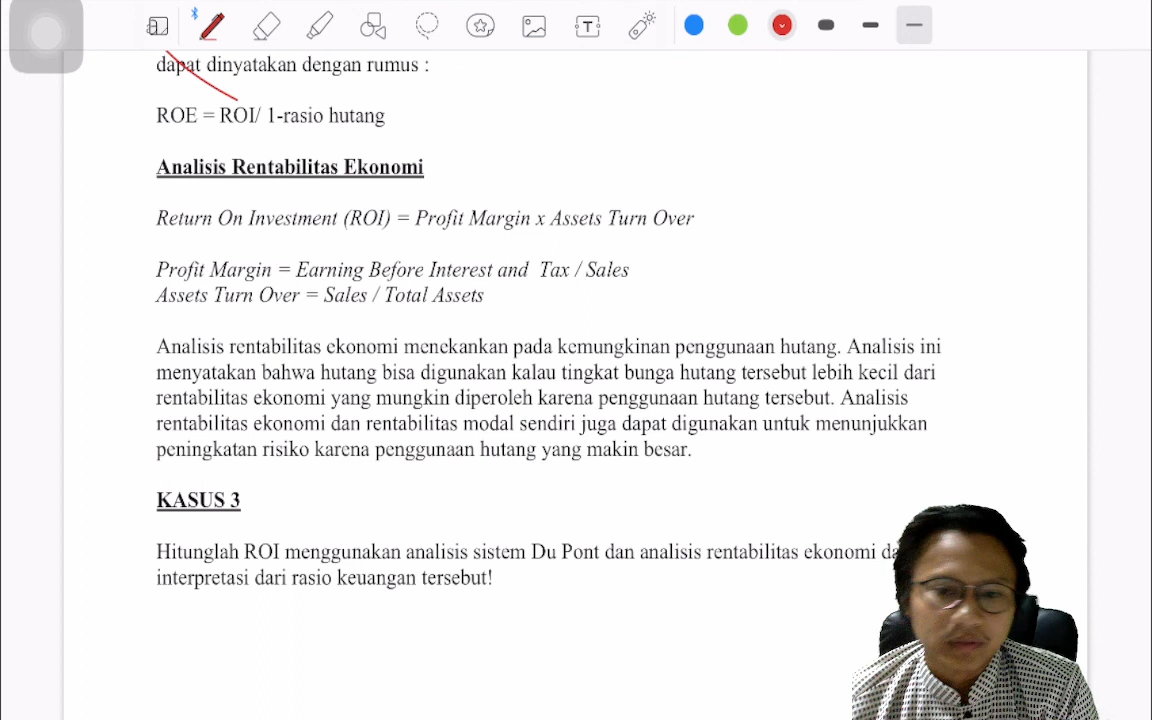 T
dapat dinyatakan dengan rumus :
ROE = ROI/ 1-rasio hutang
Analisis Rentabilitas Ekonomi
Return On Investment (ROI) = Profit Margin x Assets Turn Over
Profit Margin = Earning Before Interest and Tax / Sales
Assets Turn Over = Sales / Total Assets
Analisis rentabilitas ekonomi menekankan pada kemungkinan penggunaan hutang. Analisis ini
menyatakan bahwa hutang bisa digunakan kalau tingkat bunga hutang tersebut lebih kecil dari
rentabilitas ekonomi yang mungkin diperoleh karena penggunaan hutang tersebut. Analisis
rentabilitas ekonomi dan rentabilitas modal sendiri juga dapat digunakan untuk menunjukkan
peningkatan risiko karena penggunaan hutang yang makin besar.
KASUS 3
Hitunglah ROI menggunakan analisis sistem Du Pont dan analisis rentabilitas ekonomi
interpretasi dari rasio keuangan tersebut!